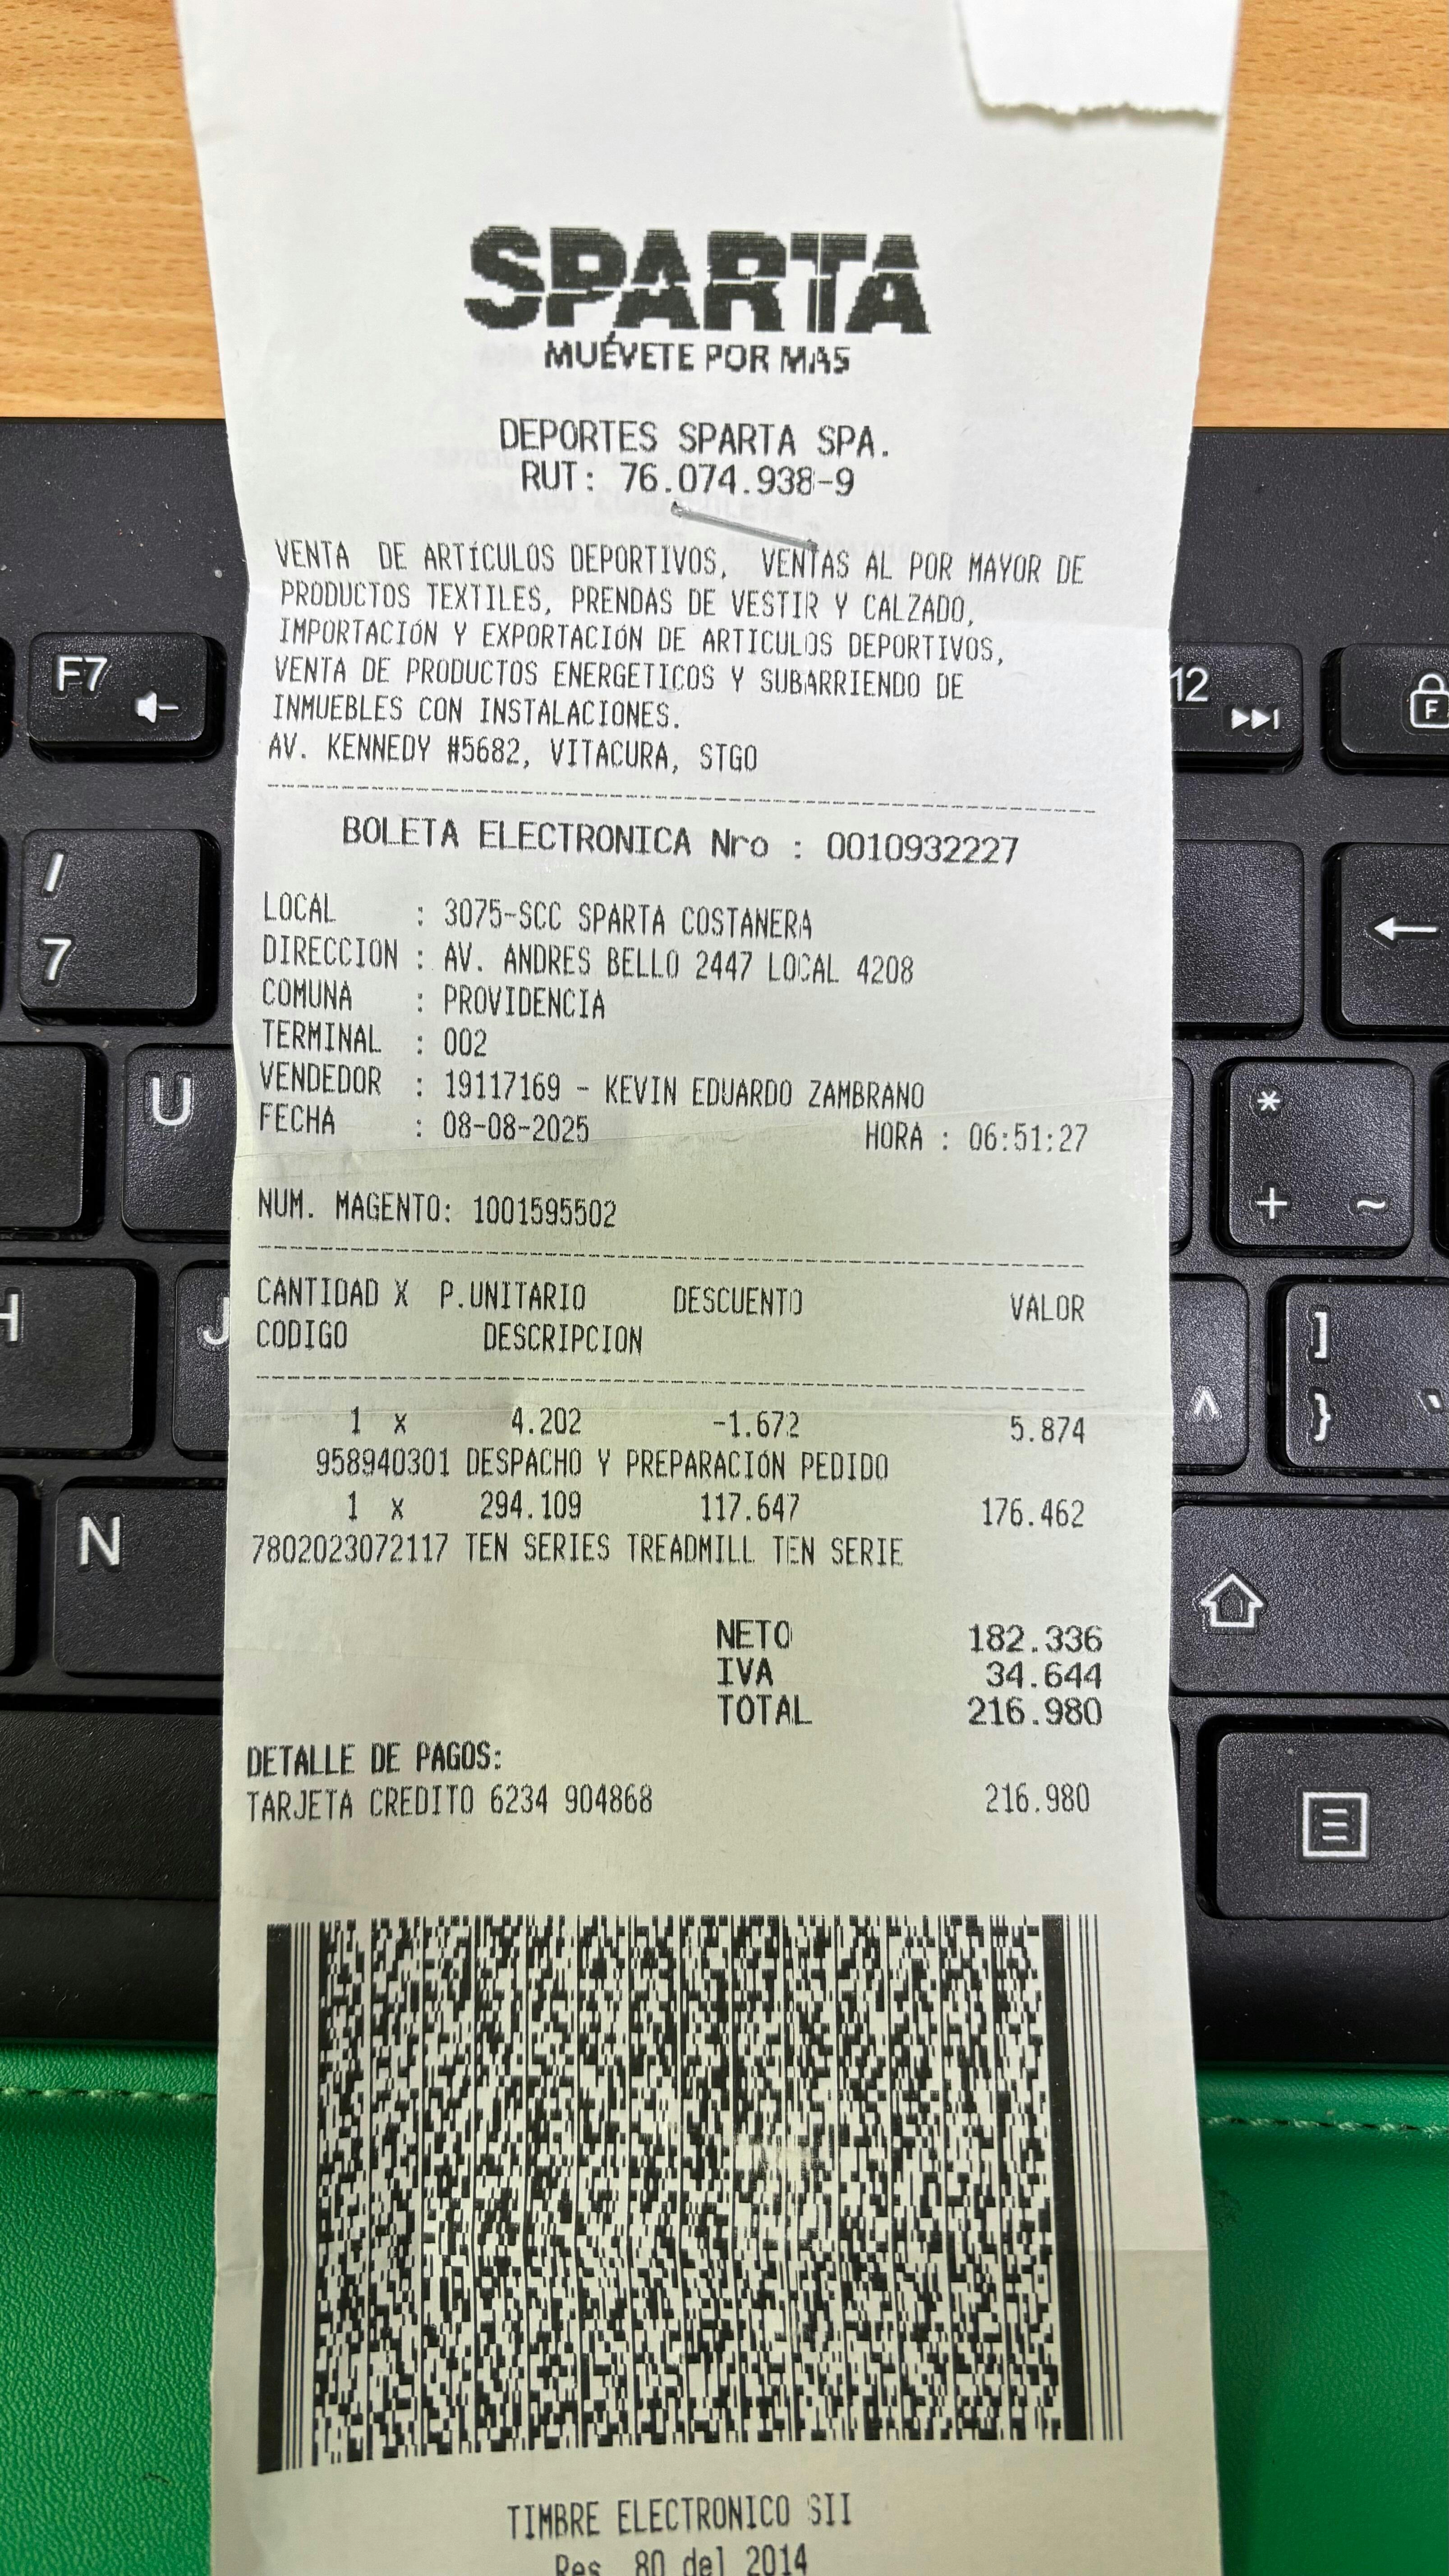 SPARTA
MUÉVETE POR MAS
DEPORTES SPARTA SPA.
RUT: 76.074.938-9
VENTA DE ARTÍCULOS DEPORTIVOS, VENTAS AL POR MAYOR DE
PRODUCTOS TEXTILES, PRENDAS DE VESTIR Y CALZADO,
IMPORTACIÓN Y EXPORTACIÓN DE ARTICULOS DEPORTIVOS,
VENTA DE PRODUCTOS ENERGETICOS Y SUBARRIENDO DE
INMUEBLES CON INSTALACIONES.
AV. KENNEDY #5682, VITACURA, STGO
BOLETA ELECTRONICA Nro : 0010932227
LOCAL : 3075-SCC SPARTA COSTANERA
DIRECCION : AV. ANDRES BELLO 2447 LOCAL 4208
COMUNA : PROVIDENCIA
TERMINAL : 002
VENDEDOR : 19117169 - KEVIN EDUARDO ZAMBRANO
FECHA : 08-08-2025 HORA : 06:51:27
NUM. MAGENTO: 1001595502
CANTIDAD X P.UNITARIO DESCUENTO VALOR
CODIGO DESCRIPCION
1 x 4.202 -1.672 5.874
958940301 DESPACHO Y PREPARACIÓN PEDIDO
1 x 294.109 117.647 176.462
7802023072117 TEN SERIES TREADMILL TEN SERIE
NETO 182.336
IVA 34.644
TOTAL 216.980
DETALLE DE PAGOS:
TARJETA CREDITO 6234 904868 216.980
TIMBRE ELECTRONICO SII
Res. 80 del 2014
F7
12
F
/
7
U
*
+ ~
H
J
^
]
}
N